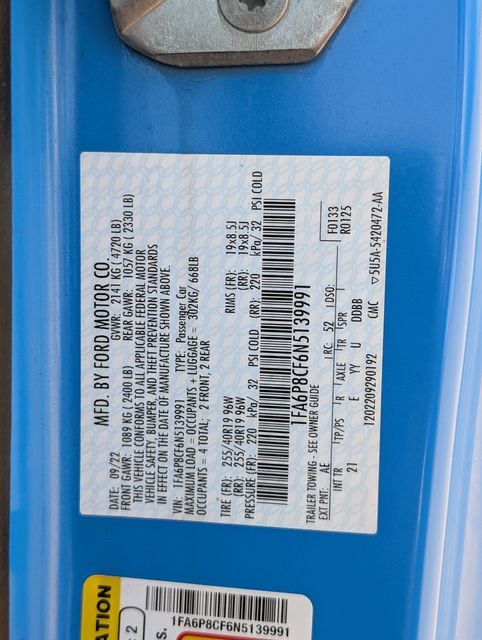 MFD. BY FORD MOTOR CO.
DATE: 09/22 GVWR: 2141 KG ( 4720 LB)
FRONT GAWR: 1089 KG ( 2400 LB) REAR GAWR: 1057 KG ( 2330 LB)
THIS VEHICLE CONFORMS TO ALL APPLICABLE FEDERAL MOTOR
VEHICLE SAFETY, BUMPER, AND THEFT PREVENTION STANDARDS
IN EFFECT ON THE DATE OF MANUFACTURE SHOWN ABOVE.
VIN: 1FA6P8CF6N5139991 TYPE: Passenger Car
MAXIMUM LOAD = OCCUPANTS + LUGGAGE = 302KG/ 668LB
OCCUPANTS = 4 TOTAL; 2 FRONT, 2 REAR
TIRE (FR): 255/40R19 96W RIMS (FR): 19x8.5J
(RR): 255/40R19 96W (RR): 19x8.5J
PRESSURE (FR): 220 kPa/ 32 PSI COLD (RR): 220 kPa/ 32 PSI COLD
1FA6P8CF6N5139991
TRAILER TOWING - SEE OWNER GUIDE F0133
EXT PNT: AE RC: 52 DSO: R0125
INT TR TP/PS R AXLE TR SPR
21 E YY U DDBB
1202209290192 CMC ▽5U5A-5420472-AA
ATION
: 2
S.
1FA6P8CF6N5139991